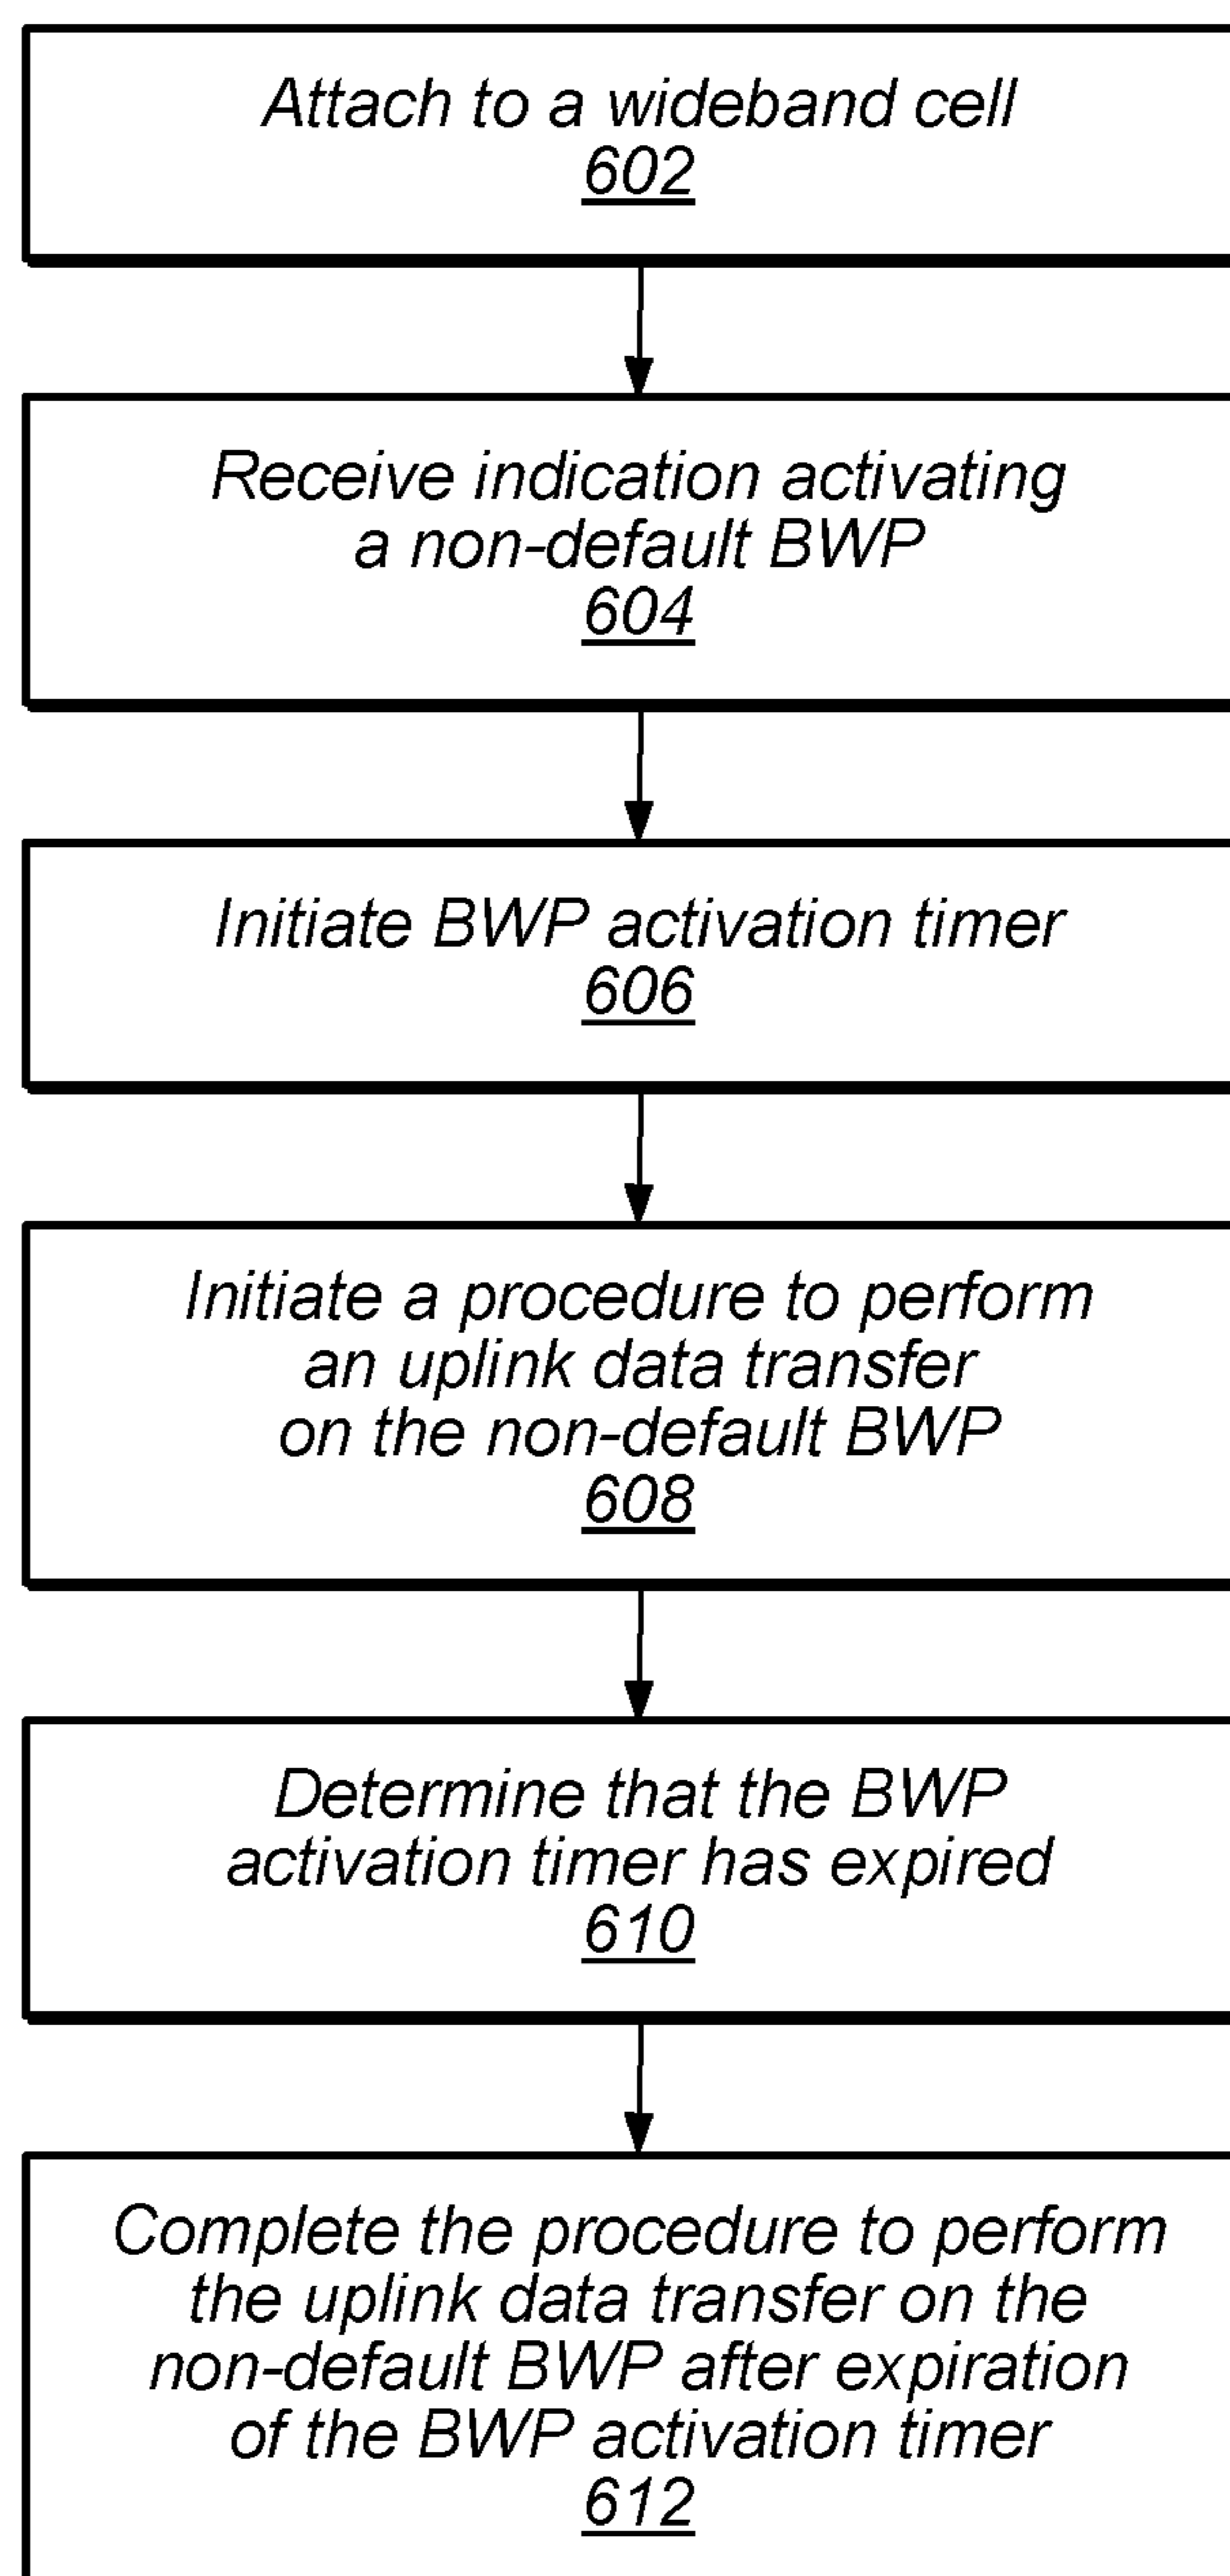 Attach to a wideband cell
602
Receive indication activating
a non-default BWP
604
Initiate BWP activation timer
606
Initiate a procedure to perform
an uplink data transfer
on the non-default BWP
608
Determine that the BWP
activation timer has expired
610
Complete the procedure to perform
the uplink data transfer on the
non-default BWP after expiration
of the BWP activation timer
612